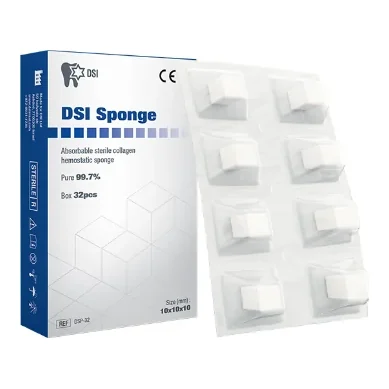 DSI
CE
DSI Sponge
Absorbable sterile collagen
hemostatic sponge
Pure 99.7%
Box 32pcs
Size (mm)
10x10x10
REF DSP-32
STERILE R